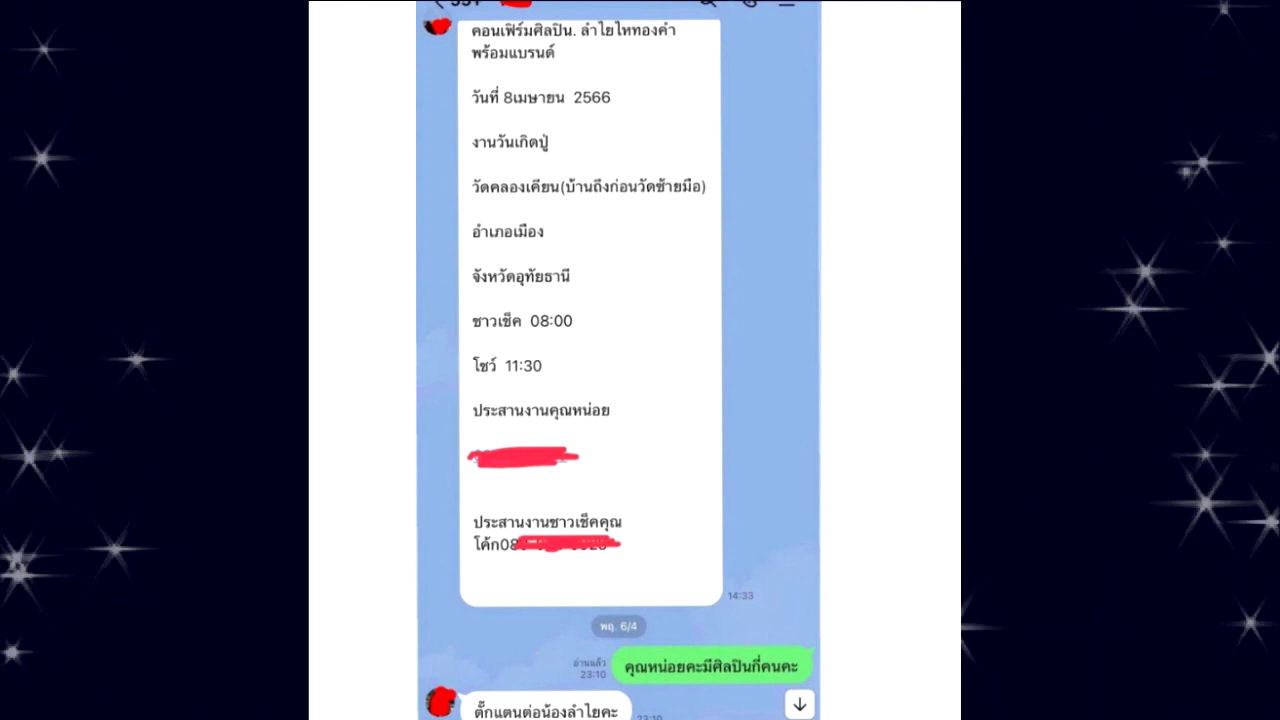 คอนเฟิร์มศิลปิน. ลำไยไหทองคำ
พร้อมแบรนด์
วันที่ 8เมษายน 2566
งานวันเกิดปู่
วัดคลองเคียน(บ้านถึงก่อนวัดซ้ายมือ)
อำเภอเมือง
จังหวัดอุทัยธานี
ซาวเช็ค 08:00
โชว์ 11:30
ประสานงานคุณหน่อย
ประสานงานซาวเช็คคุณ
โค้ก08
14:33
พฤ. 6/4
อ่านแล้ว
23:10
คุณหน่อยคะมีศิลปินกี่คนคะ
ตั๊กแตนต่อน้องลำไยคะ
23:10